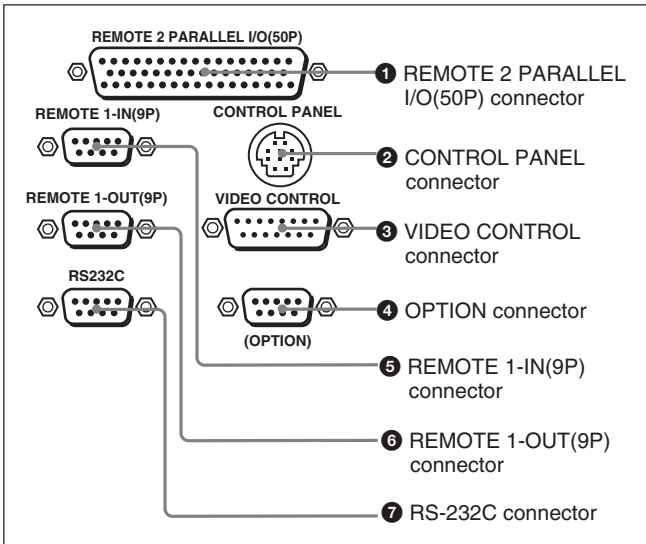 REMOTE 2 PARALLEL I/O(50P)
❶ REMOTE 2 PARALLEL
I/O(50P) connector
REMOTE 1-IN(9P)
CONTROL PANEL
❷ CONTROL PANEL
connector
REMOTE 1-OUT(9P)
VIDEO CONTROL
❸ VIDEO CONTROL
connector
RS232C
❹ OPTION connector
(OPTION)
❺ REMOTE 1-IN(9P)
connector
❻ REMOTE 1-OUT(9P)
connector
❼ RS-232C connector